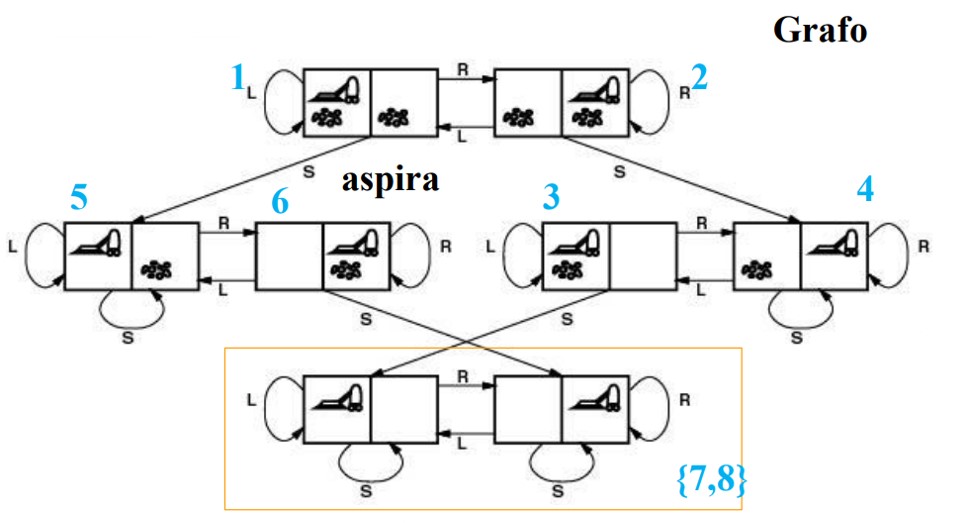 Grafo
1 L R R 2
L
S aspira S
5 6 3 4
L R R L R R
L L
S S S S
L R R
L
S S {7,8}